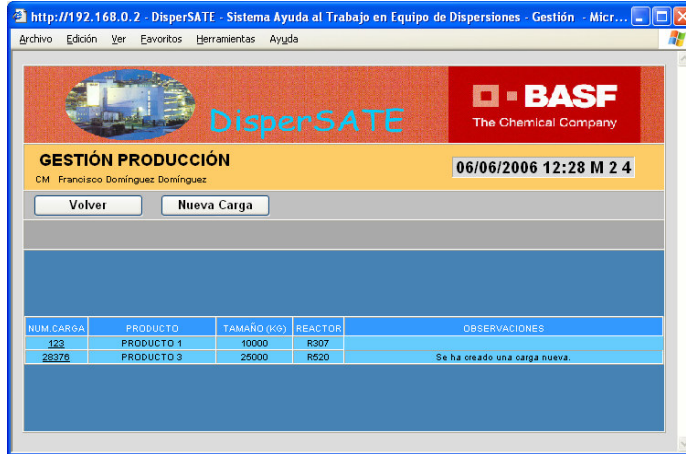 http://192.168.0.2 - DisperSATE - Sistema Ayuda al Trabajo en Equipo de Dispersiones - Gestión - Micr...
Archivo Edición Ver Favoritos Herramientas Ayuda
DisperSATE
BASF
The Chemical Company
GESTIÓN PRODUCCIÓN
CM Francisco Domínguez Domínguez
06/06/2006 12:28 M 2 4
Volver Nueva Carga
NUM.CARGA PRODUCTO TAMAÑO (KG) REACTOR OBSERVACIONES
123 PRODUCTO 1 10000 R307
28376 PRODUCTO 3 25000 R520 Se ha creado una carga nueva.